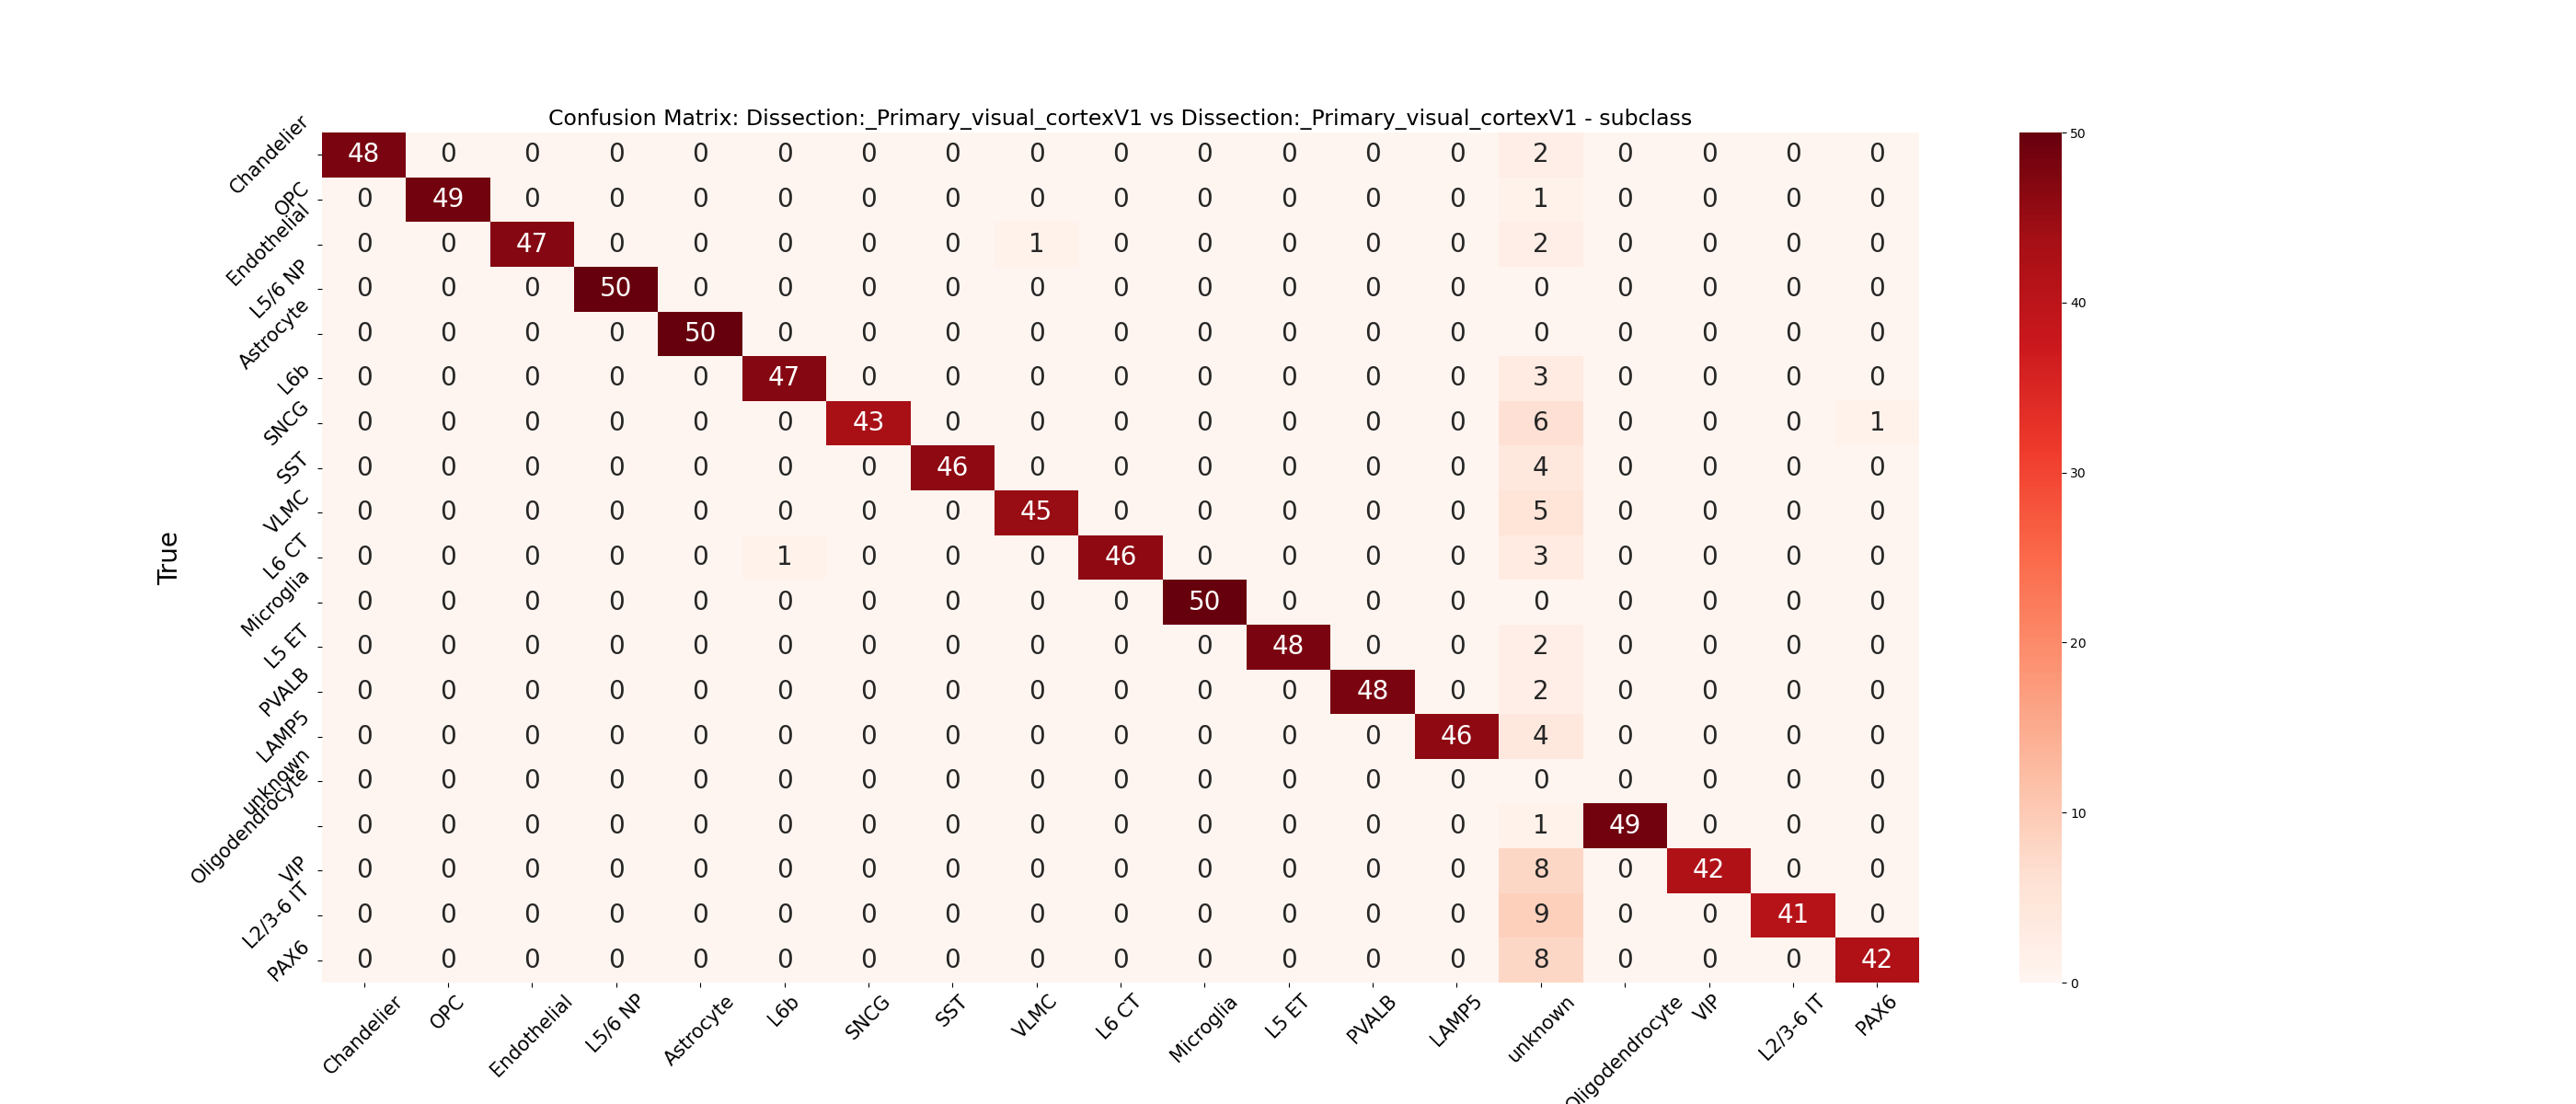 Confusion Matrix: Dissection:_Primary_visual_cortexV1 vs Dissection:_Primary_visual_cortexV1 - subclass
True
Chandelier 48 0 0 0 0 0 0 0 0 0 0 0 0 0 2 0 0 0 0
OPC 0 49 0 0 0 0 0 0 0 0 0 0 0 0 1 0 0 0 0
Endothelial 0 0 47 0 0 0 0 0 1 0 0 0 0 0 2 0 0 0 0
L5/6 NP 0 0 0 50 0 0 0 0 0 0 0 0 0 0 0 0 0 0 0
Astrocyte 0 0 0 0 50 0 0 0 0 0 0 0 0 0 0 0 0 0 0
L6b 0 0 0 0 0 47 0 0 0 0 0 0 0 0 3 0 0 0 0
SNCG 0 0 0 0 0 0 43 0 0 0 0 0 0 0 6 0 0 0 1
SST 0 0 0 0 0 0 0 46 0 0 0 0 0 0 4 0 0 0 0
VLMC 0 0 0 0 0 0 0 0 45 0 0 0 0 0 5 0 0 0 0
L6 CT 0 0 0 0 0 1 0 0 0 46 0 0 0 0 3 0 0 0 0
Microglia 0 0 0 0 0 0 0 0 0 0 50 0 0 0 0 0 0 0 0
L5 ET 0 0 0 0 0 0 0 0 0 0 0 48 0 0 2 0 0 0 0
PVALB 0 0 0 0 0 0 0 0 0 0 0 0 48 0 2 0 0 0 0
LAMP5 0 0 0 0 0 0 0 0 0 0 0 0 0 46 4 0 0 0 0
unknown 0 0 0 0 0 0 0 0 0 0 0 0 0 0 0 0 0 0 0
Oligodendrocyte 0 0 0 0 0 0 0 0 0 0 0 0 0 0 1 49 0 0 0
VIP 0 0 0 0 0 0 0 0 0 0 0 0 0 0 8 0 42 0 0
L2/3-6 IT 0 0 0 0 0 0 0 0 0 0 0 0 0 0 9 0 0 41 0
PAX6 0 0 0 0 0 0 0 0 0 0 0 0 0 0 8 0 0 0 42
Chandelier OPC Endothelial L5/6 NP Astrocyte L6b SNCG SST VLMC L6 CT Microglia L5 ET PVALB LAMP5 unknown Oligodendrocyte VIP L2/3-6 IT PAX6
50
40
30
20
10
0